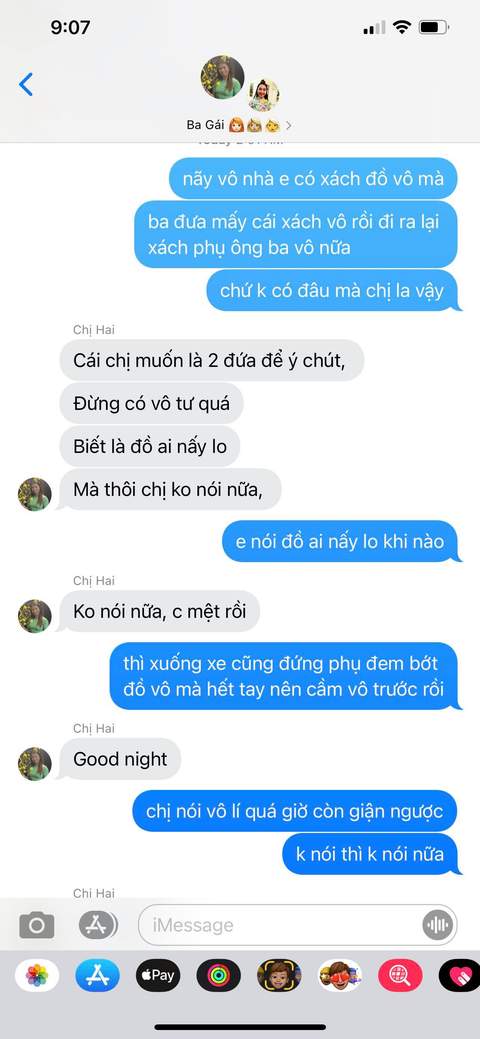 9:07
Ba Gái
nãy vô nhà e có xách đồ vô mà
ba đưa mấy cái xách vô rồi đi ra lại
xách phụ ông ba vô nữa
chứ k có đâu mà chị la vậy
Chị Hai
Cái chị muốn là 2 đứa để ý chút,
Đừng có vô tư quá
Biết là đồ ai nấy lo
Mà thôi chị ko nói nữa,
e nói đồ ai nấy lo khi nào
Chị Hai
Ko nói nữa, c mệt rồi
thì xuống xe cũng đứng phụ đem bớt
đồ vô mà hết tay nên cầm vô trước rồi
Chị Hai
Good night
chị nói vô lí quá giờ còn giận ngược
k nói thì k nói nữa
Chị Hai
iMessage
Pay